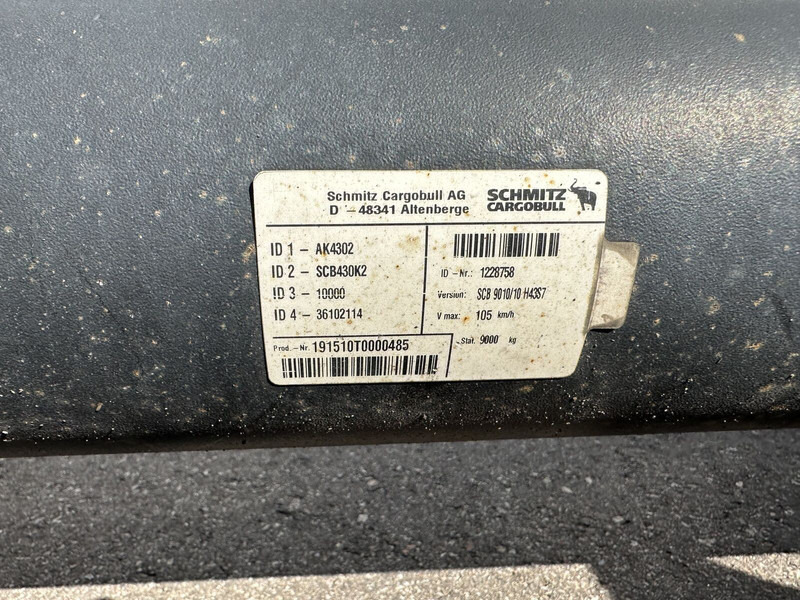 Schmitz Cargobull AG
D - 48341 Altenberge
SCHMITZ
CARGOBULL
ID 1 - AK4302
ID 2 - SCB430K2
ID 3 - 10000
ID 4 - 36102114
ID -Nr.: 1228758
Version: SCB 9010/10 H43S7
V max: 105 km/h
Stat. 9000 kg
Prod. -Nr. 191510T0000485